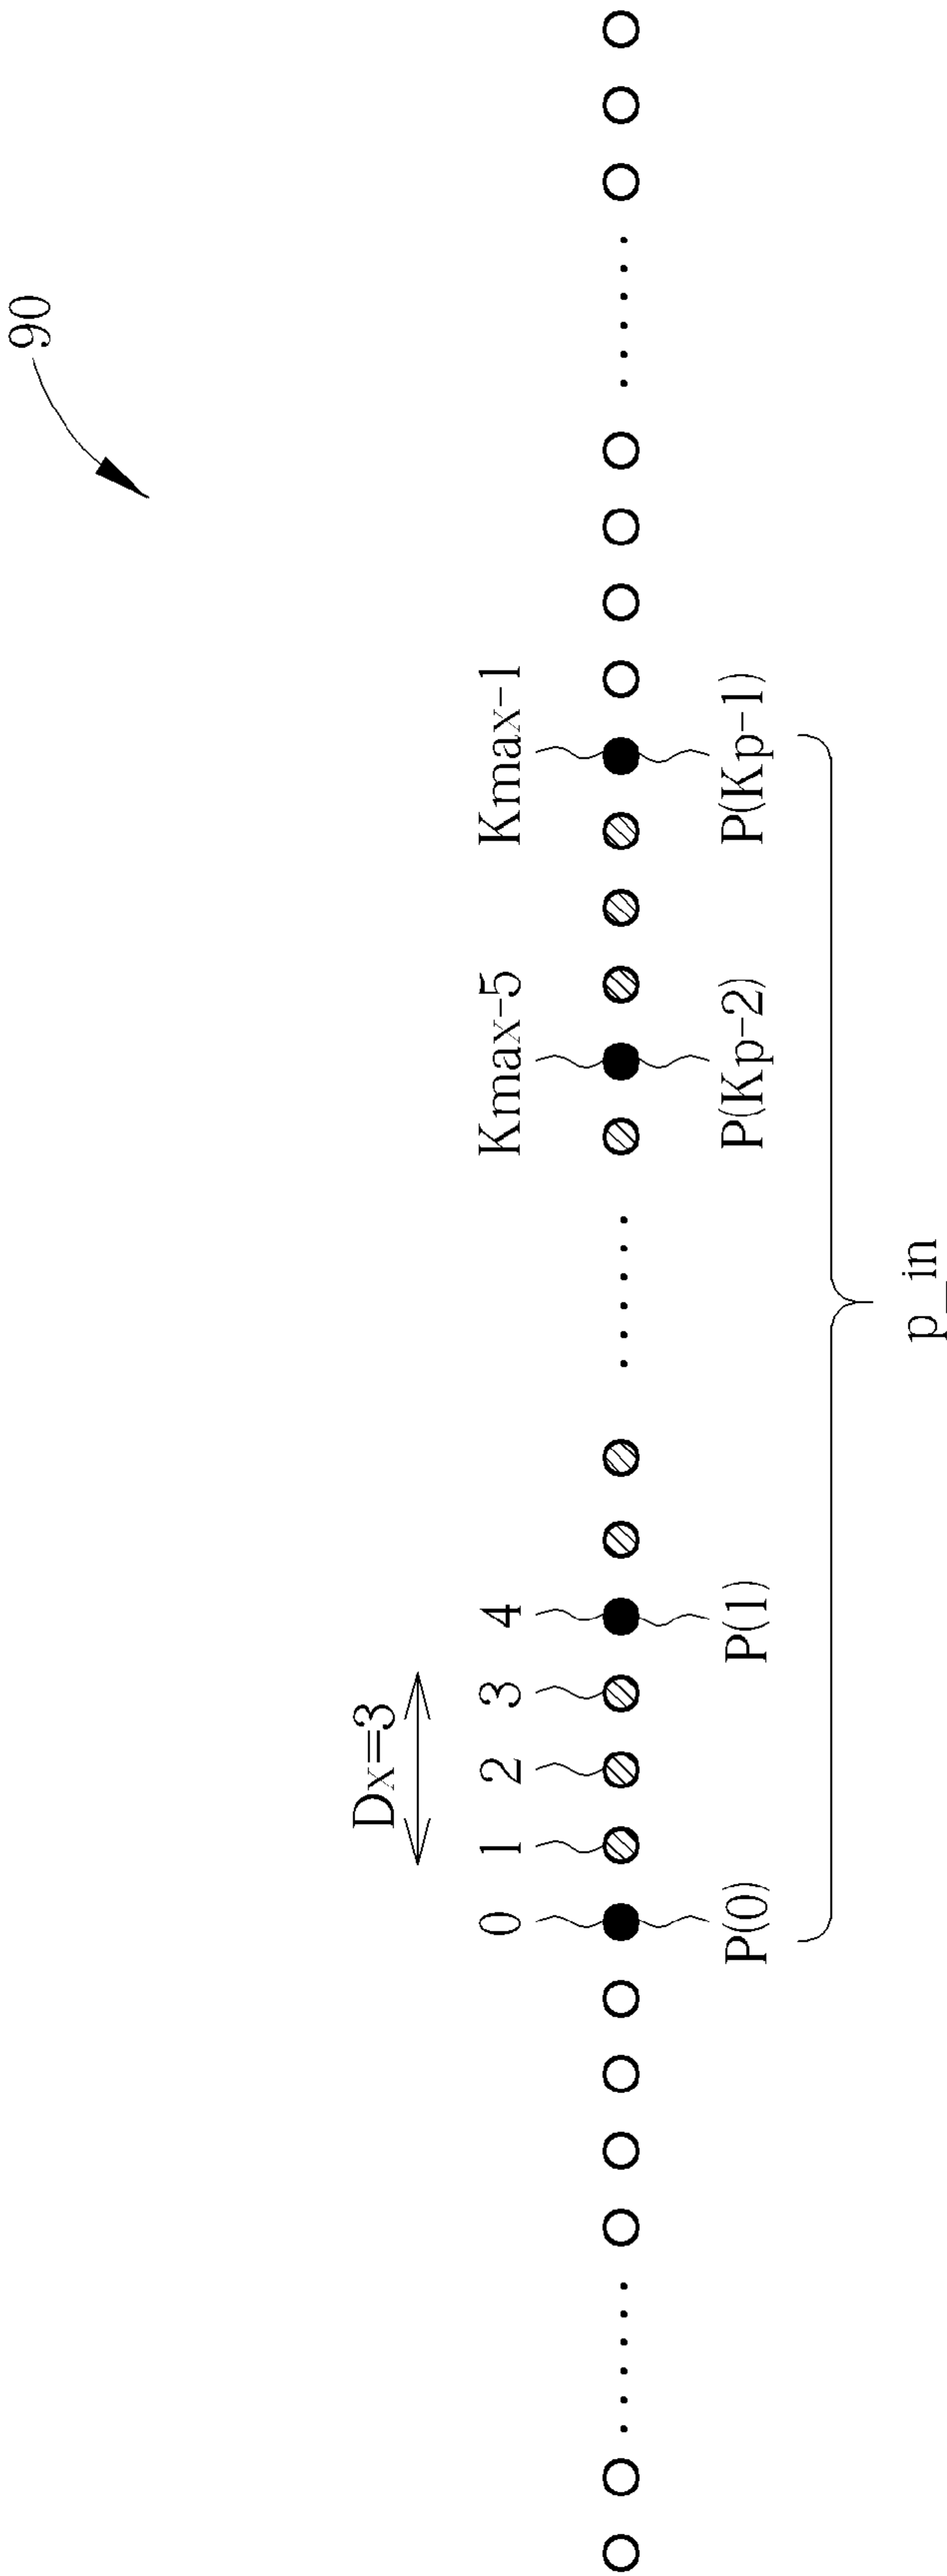 90
Dx=3
0 1 2 3 4 Kmax-5 Kmax-1
P(0) P(1) P(Kp-2) P(Kp-1)
p_in